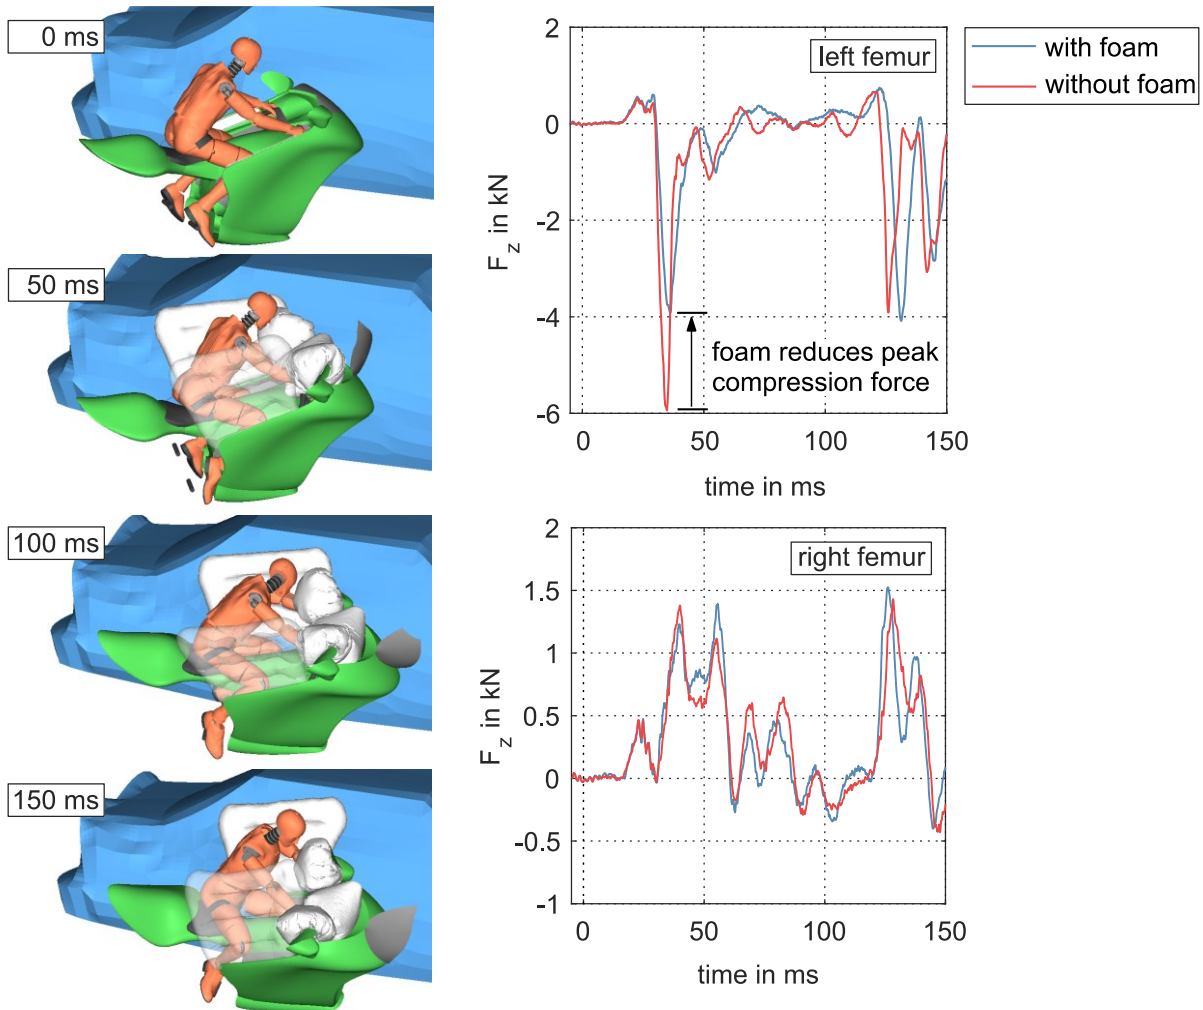 0 ms
50 ms
100 ms
150 ms
2
0
-2
-4
-6
0
50
100
150
F_z in kN
time in ms
left femur
foam reduces peak
compression force
with foam
without foam
2
1.5
1
0.5
0
-0.5
-1
0
50
100
150
F_z in kN
time in ms
right femur